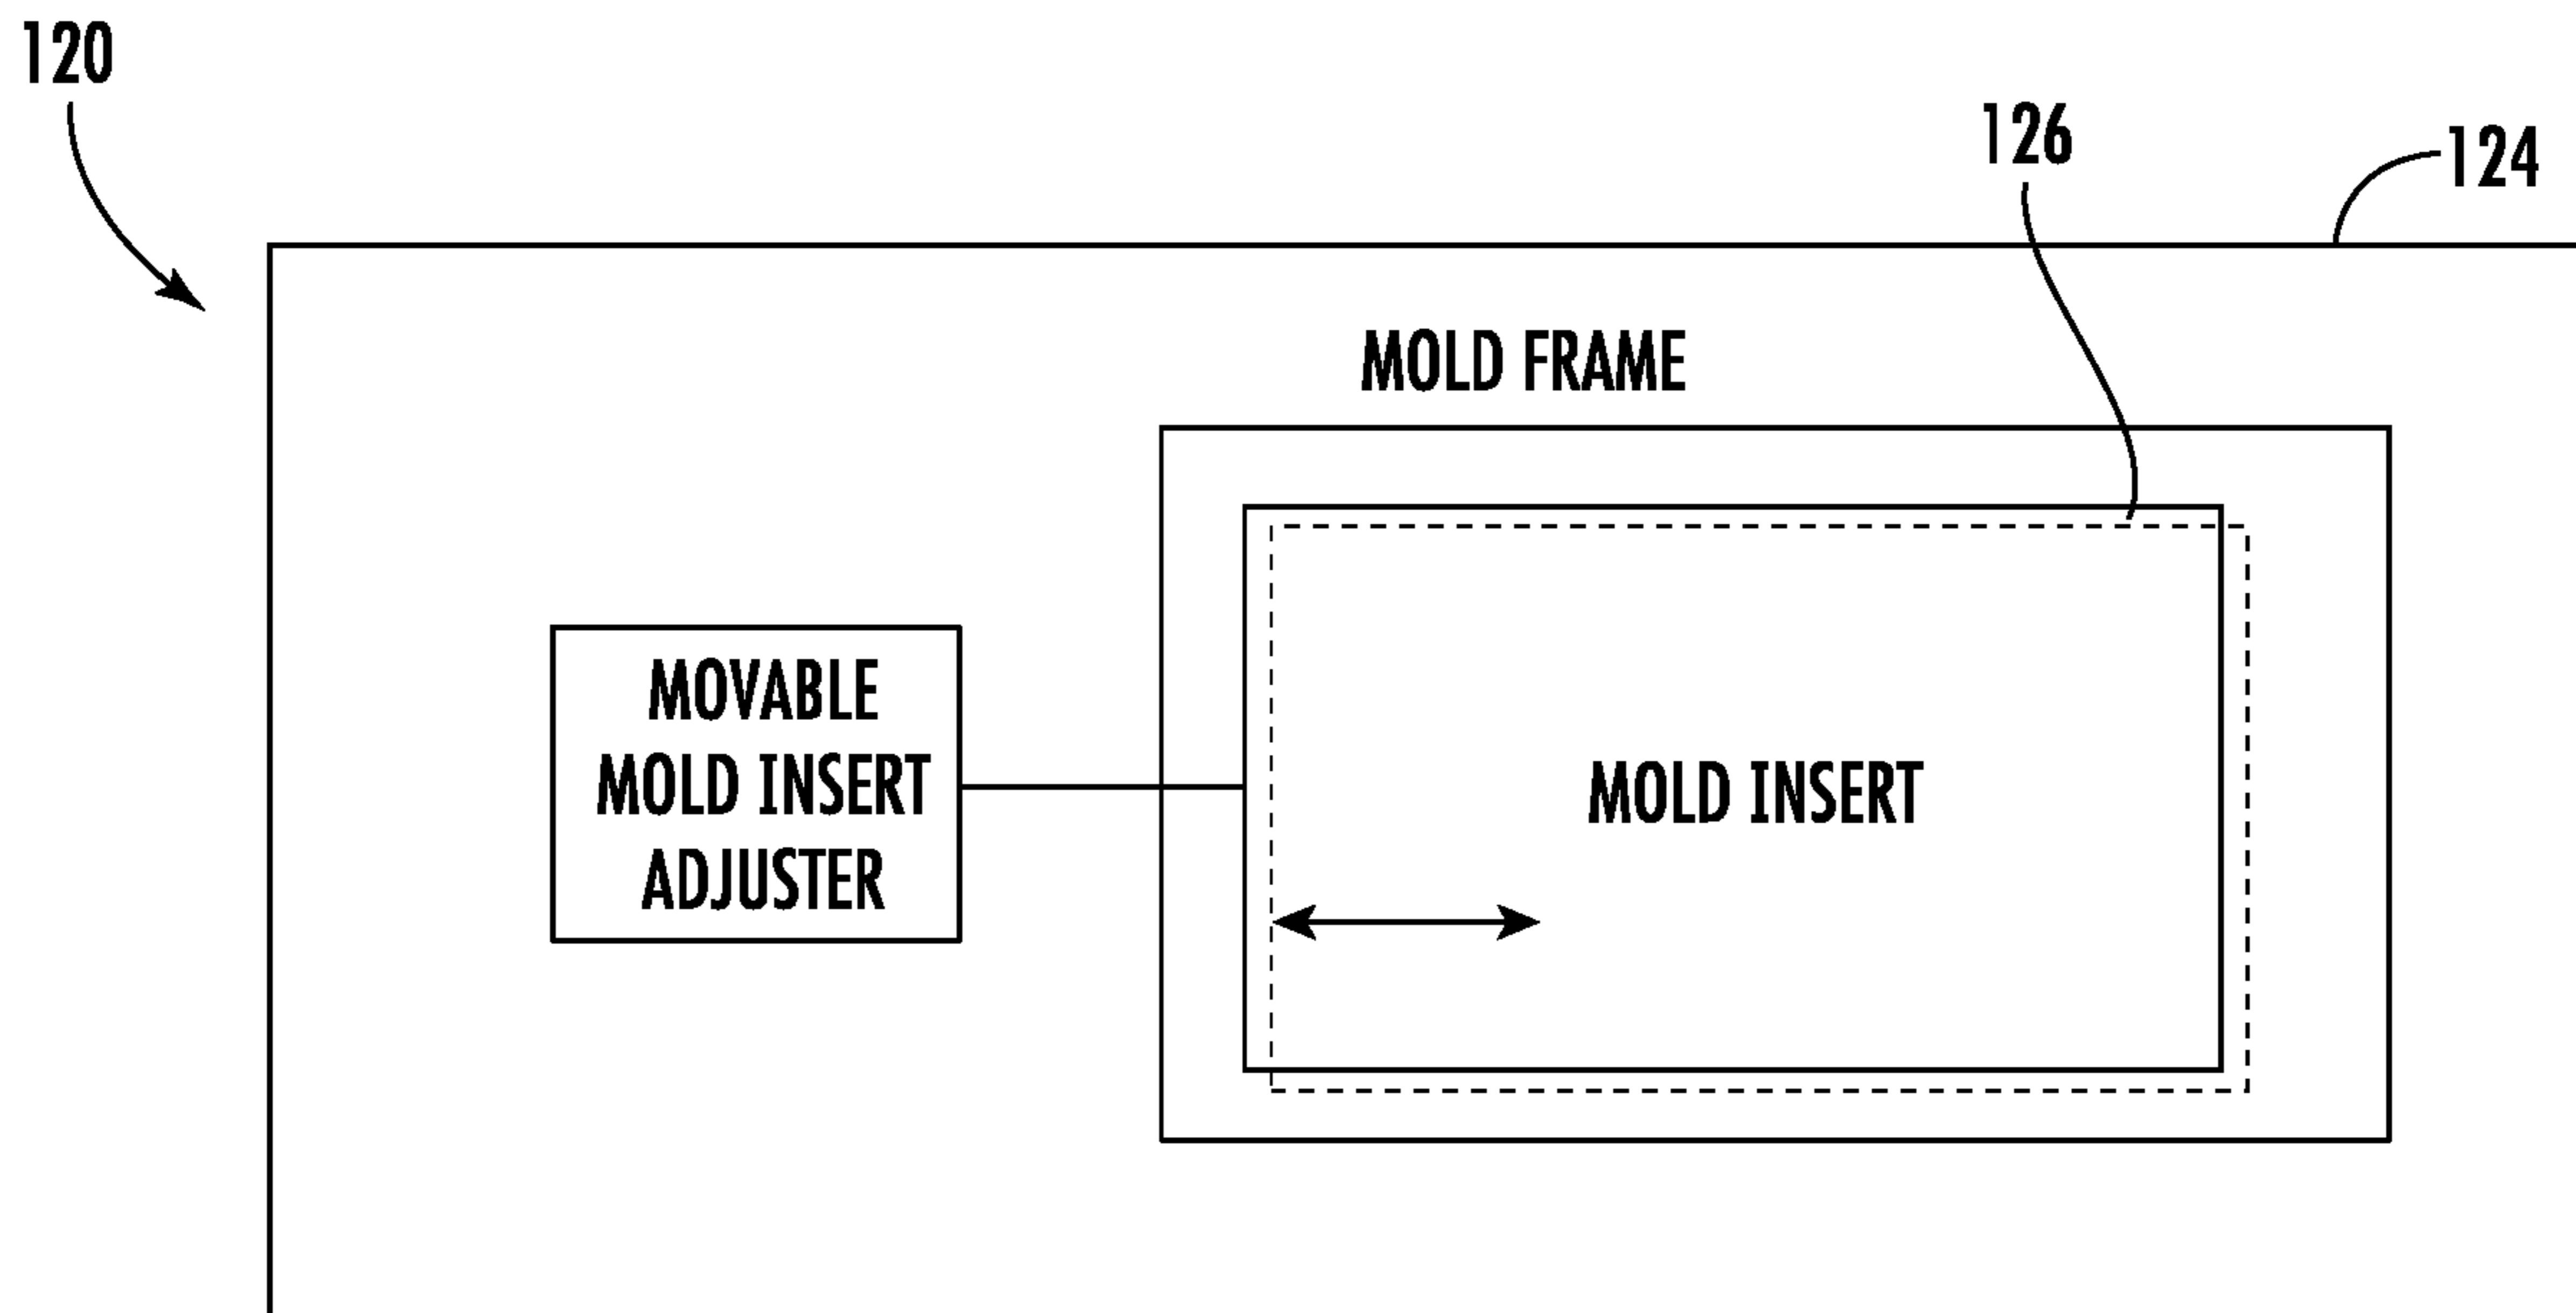 120
126
124
MOLD FRAME
MOVABLE
MOLD INSERT
ADJUSTER
MOLD INSERT